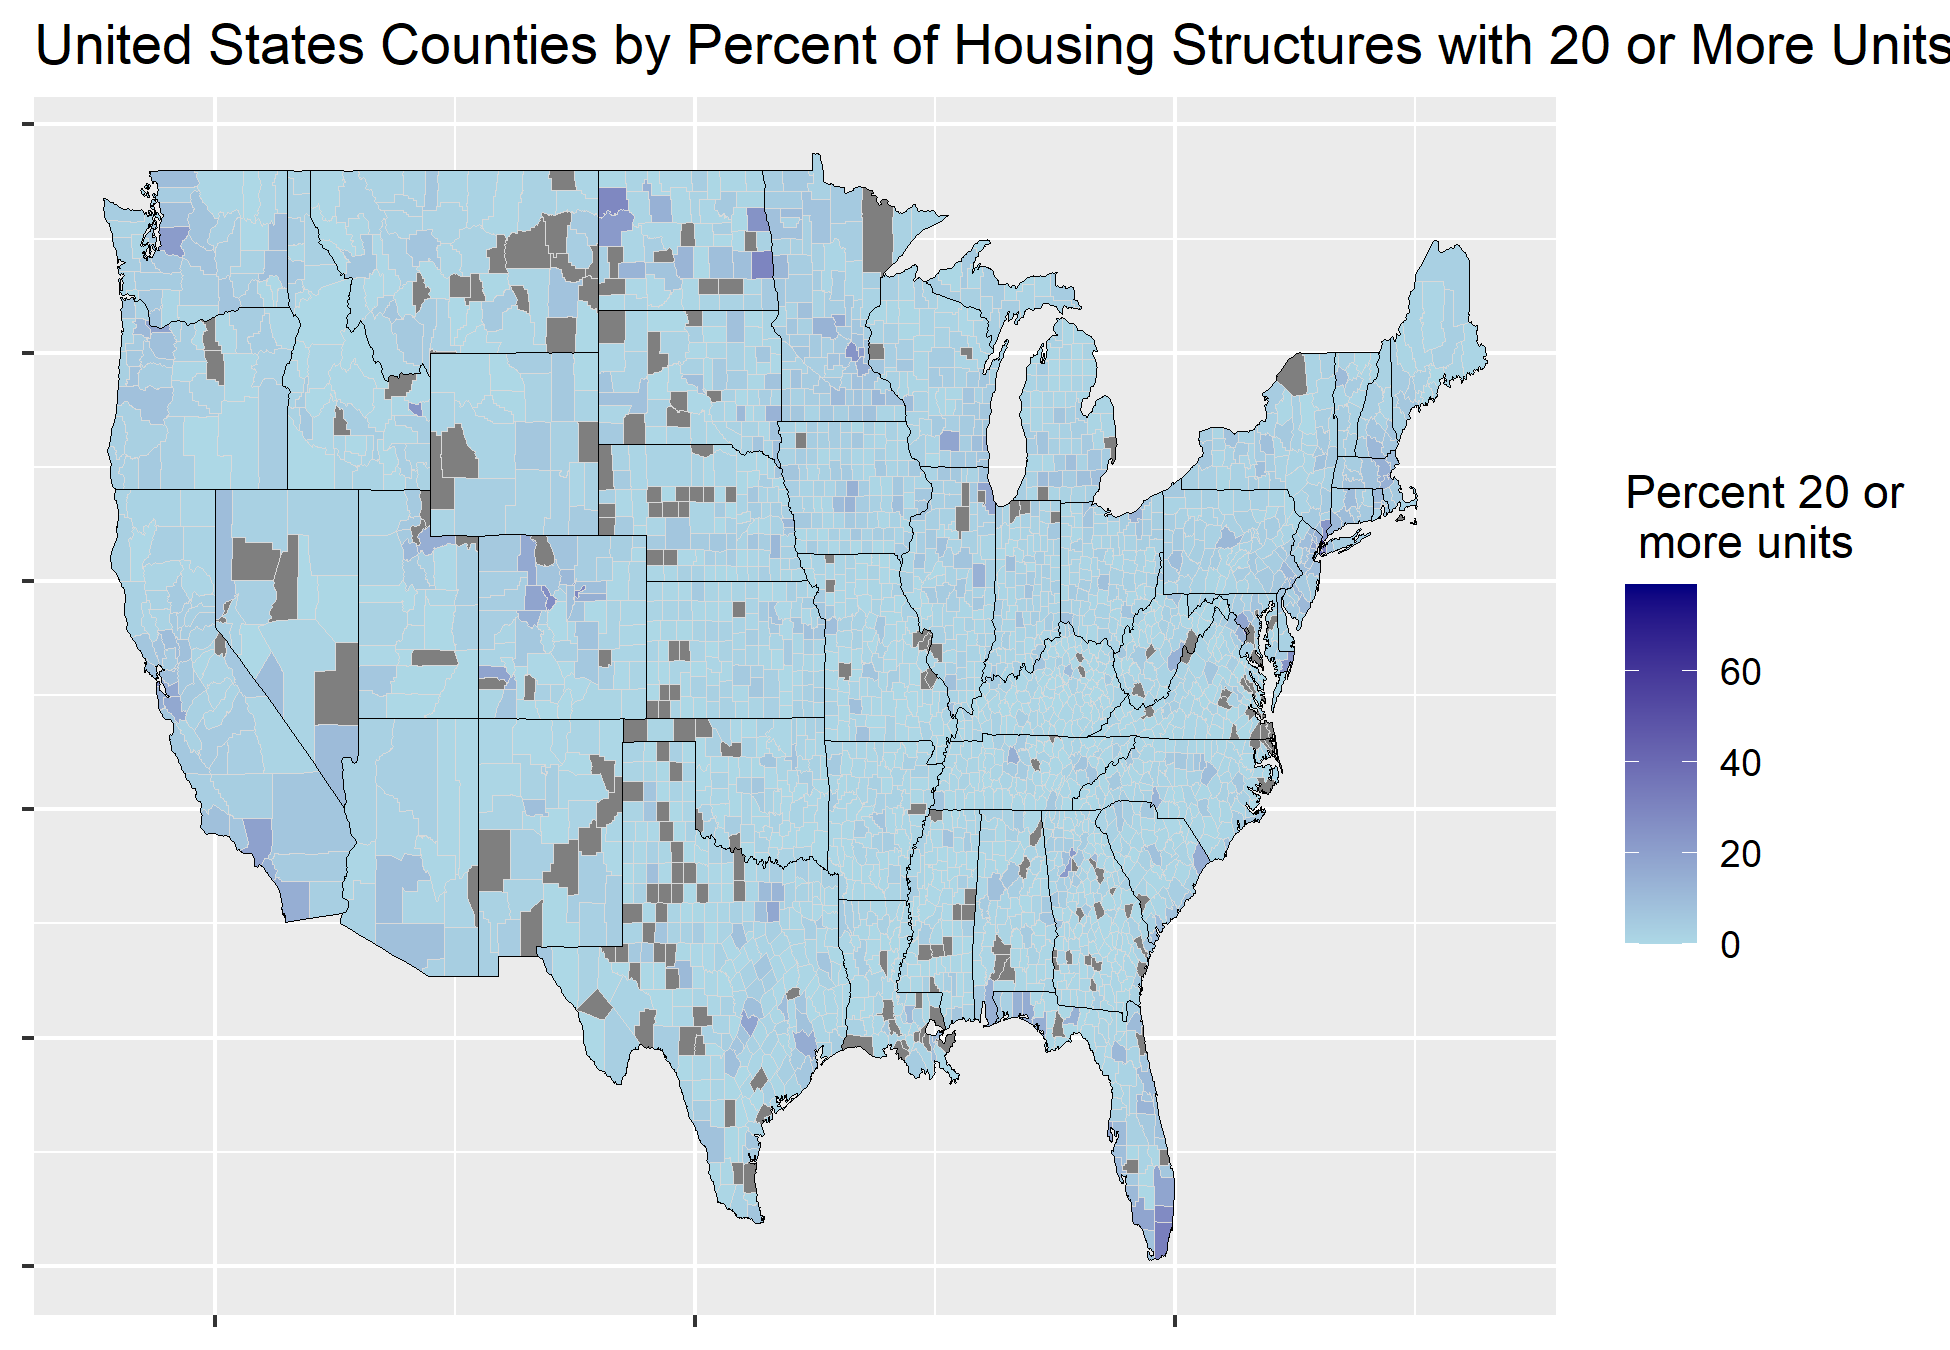 United States Counties by Percent of Housing Structures with 20 or More Units
Percent 20 or
more units
60
40
20
0